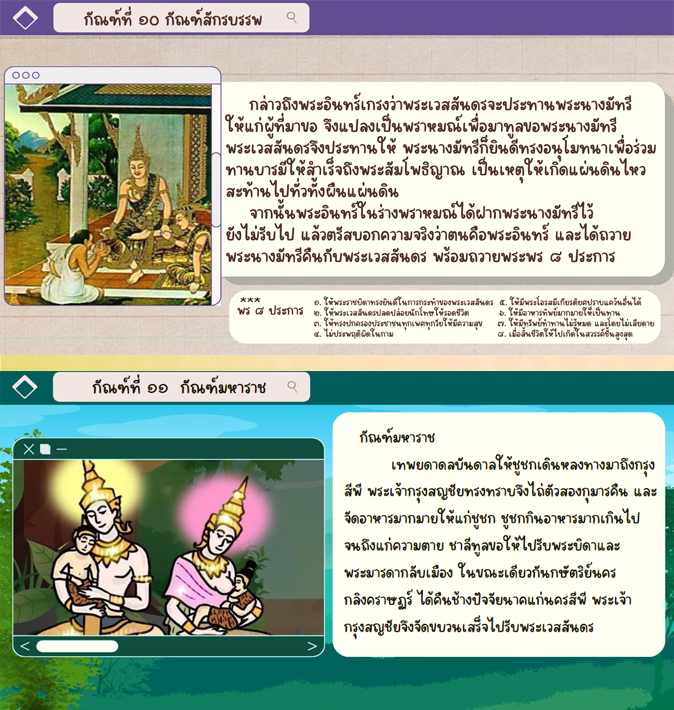 กัณฑ์ที่ ๑๐ กัณฑ์สักรบรรพ
กล่าวถึงพระอินทร์เกรงว่าพระเวสสันดรจะประทานพระนางมัทรี
ให้แก่ผู้ที่มาขอ จึงแปลงเป็นพราหมณ์เพื่อมาทูลขอพระนางมัทรี
พระเวสสันดรจึงประทานให้ พระนางมัทรีก็ยินดีทรงอนุโมทนาเพื่อร่วม
ทานบารมีให้สำเร็จถึงพระสัมโพธิญาณ เป็นเหตุให้เกิดแผ่นดินไหว
สะท้านไปทั่วทั้งผืนแผ่นดิน
จากนั้นพระอินทร์ในร่างพราหมณ์ได้ฝากพระนางมัทรีไว้
ยังไม่รับไป แล้วตรัสบอกความจริงว่าตนคือพระอินทร์ และได้ถวาย
พระนางมัทรีคืนกับพระเวสสันดร พร้อมถวายพระพร ๘ ประการ
***
พร ๘ ประการ
๑. ให้พระราชบิดาทรงยินดีในการกระทำของพระเวสสันดร
๒. ให้พระเวสสันดรปลดปล่อยนักโทษให้รอดชีวิต
๓. ให้ทรงปกครองประชาชนทุกเพศทุกวัยให้มีความสุข
๔. ไม่ประพฤติผิดในกาม
๕. ให้มีพระโอรสมีเกียรติยศปราบแคว้นอื่นได้
๖. ให้มีอาหารทิพย์มากมายให้เป็นทาน
๗. ให้มีทรัพย์ทำทานไม่รู้หมด และโดยไม่เสียดาย
๘. เมื่อสิ้นชีวิตให้ไปเกิดในสวรรค์ชั้นสูงสุด
กัณฑ์ที่ ๑๑ กัณฑ์มหาราช
กัณฑ์มหาราช
เทพยดาดลบันดาลให้ชูชกเดินหลงทางมาถึงกรุง
สีพี พระเจ้ากรุงสญชัยทรงทราบจึงไถ่ตัวสองกุมารคืน และ
จัดอาหารมากมายให้แก่ชูชก ชูชกกินอาหารมากเกินไป
จนถึงแก่ความตาย ชาลีทูลขอให้ไปรับพระบิดาและ
พระมารดากลับเมือง ในขณะเดียวกันกษัตริย์นคร
กลิงคราษฏร์ ได้คืนช้างปัจจัยนาคแก่นครสีพี พระเจ้า
กรุงสญชัยจึงจัดขบวนเสร็จไปรับพระเวสสันดร